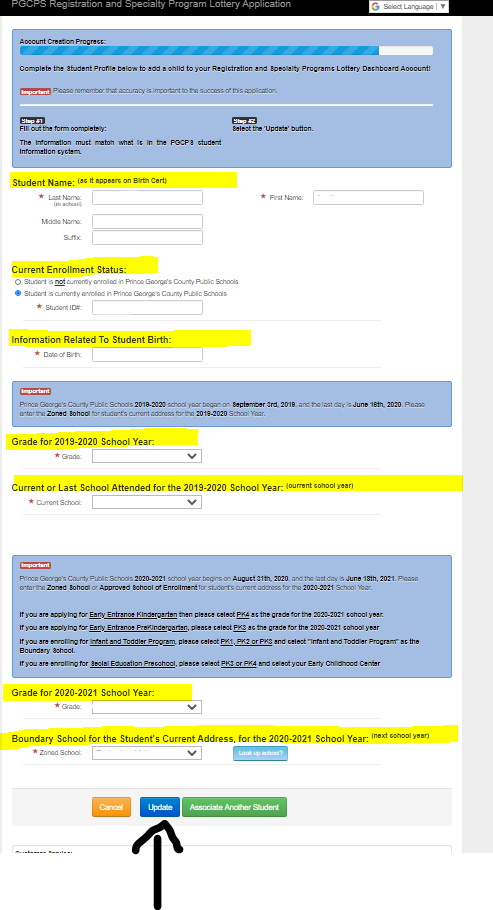 PGCPS Registration and Specialty Program Lottery Application
G Select Language | ▼
Account Creation Progress:
Complete the Student Profile below to add a child to your Registration and Specialty Programs Lottery Dashboard Account!
Important Please remember that accuracy is important to the success of this application.
Step #1
Fill out the form completely:
The information must match what is in the PGCPS student
information system.
Step #2
Select the 'Update' button.
Student Name: (as it appears on Birth Cert)
* Last Name:
(in school)
* First Name:
Middle Name:
Suffix:
Current Enrollment Status:
Student is not currently enrolled in Prince George's County Public Schools
Student is currently enrolled in Prince George's County Public Schools
* Student ID#:
Information Related To Student Birth:
* Date of Birth:
Important
Prince George's County Public Schools 2019-2020 school year began on September 3rd, 2019, and the last day is June 16th, 2020. Please
enter the Zoned School for student's current address for the 2019-2020 School Year.
Grade for 2019-2020 School Year:
* Grade:
Current or Last School Attended for the 2019-2020 School Year: (current school year)
* Current School:
Important
Prince George's County Public Schools 2020-2021 school year begins on August 31th, 2020, and the last day is June 15th, 2021. Please
enter the Zoned School or Approved School of Enrollment for student's current address for the 2020-2021 School Year.
If you are applying for Early Entrance Kindergarten then please select PK4 as the grade for the 2020-2021 school year.
If you are applying for Early Entrance PreKindergarten, please select PK3 as the grade for the 2020-2021 school year
If you are enrolling for Infant and Toddler Program, please select PK1, PK2 or PK3 and select "Infant and Toddler Program" as the
Boundary School.
If you are enrolling for Secial Education Preschool, please select PK3 or PK4 and select your Early Childhood Center
Grade for 2020-2021 School Year:
* Grade:
Boundary School for the Student's Current Address, for the 2020-2021 School Year: (next school year)
* Zoned School:
Look up school?
Cancel
Update
Associate Another Student